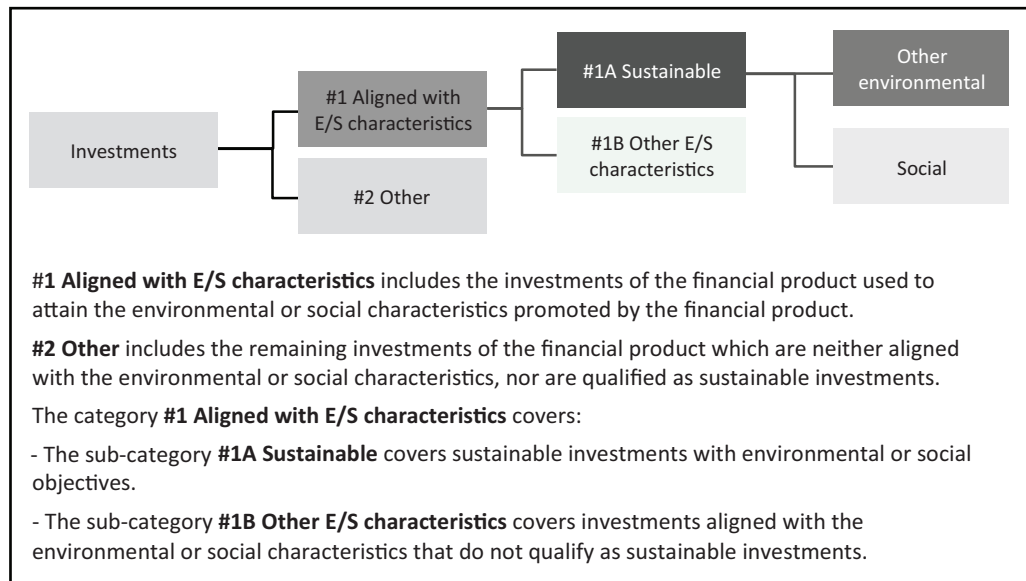 Investments
#1 Aligned with
E/S characteristics
#2 Other
#1A Sustainable
#1B Other E/S
characteristics
Other
environmental
Social
#1 Aligned with E/S characteristics includes the investments of the financial product used to
attain the environmental or social characteristics promoted by the financial product.
#2 Other includes the remaining investments of the financial product which are neither aligned
with the environmental or social characteristics, nor are qualified as sustainable investments.
The category #1 Aligned with E/S characteristics covers:
- The sub-category #1A Sustainable covers sustainable investments with environmental or social
objectives.
- The sub-category #1B Other E/S characteristics covers investments aligned with the
environmental or social characteristics that do not qualify as sustainable investments.